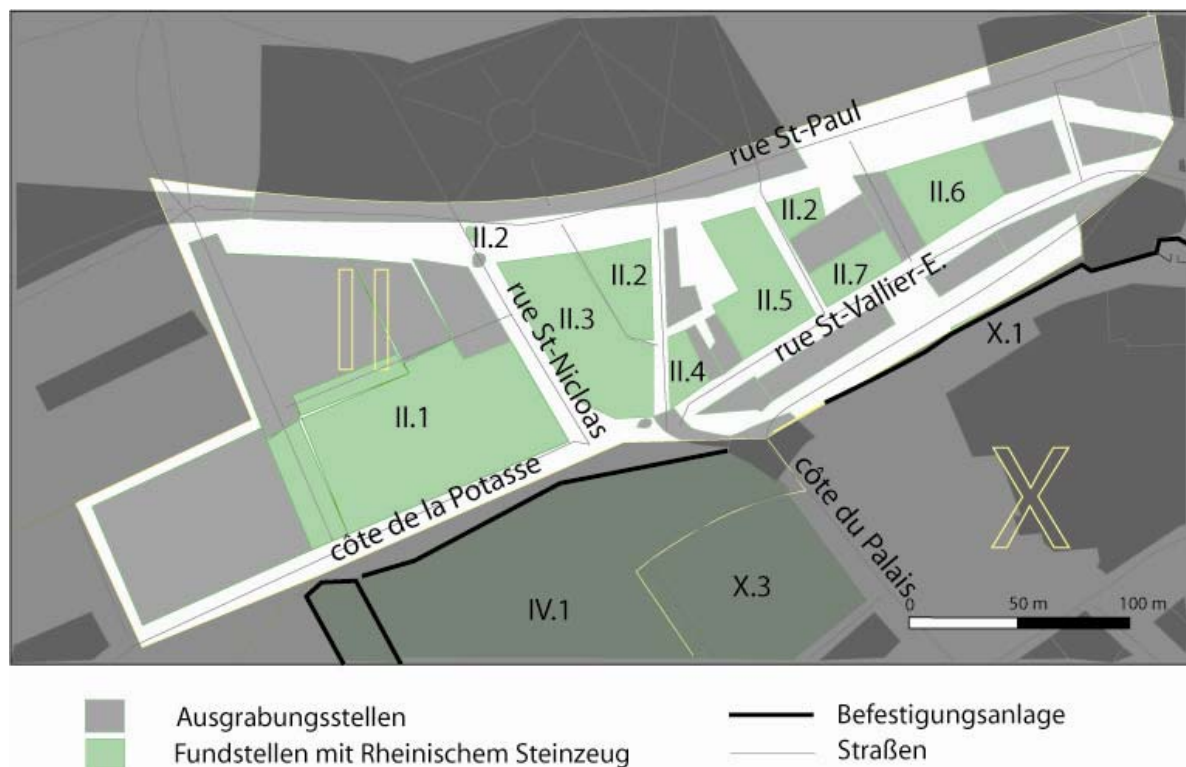 rue St-Paul
II.2
II.6
II.2
II
II.2
II.7
II.3
II.5
rue St-Vallier-E.
rue St-Nicloas
X.1
II.4
II.1
X
côte de la Potasse
côte du Palais
X.3
IV.1
0 50 m 100 m
Ausgrabungsstellen
Befestigungsanlage
Fundstellen mit Rheinischem Steinzeug
Straßen